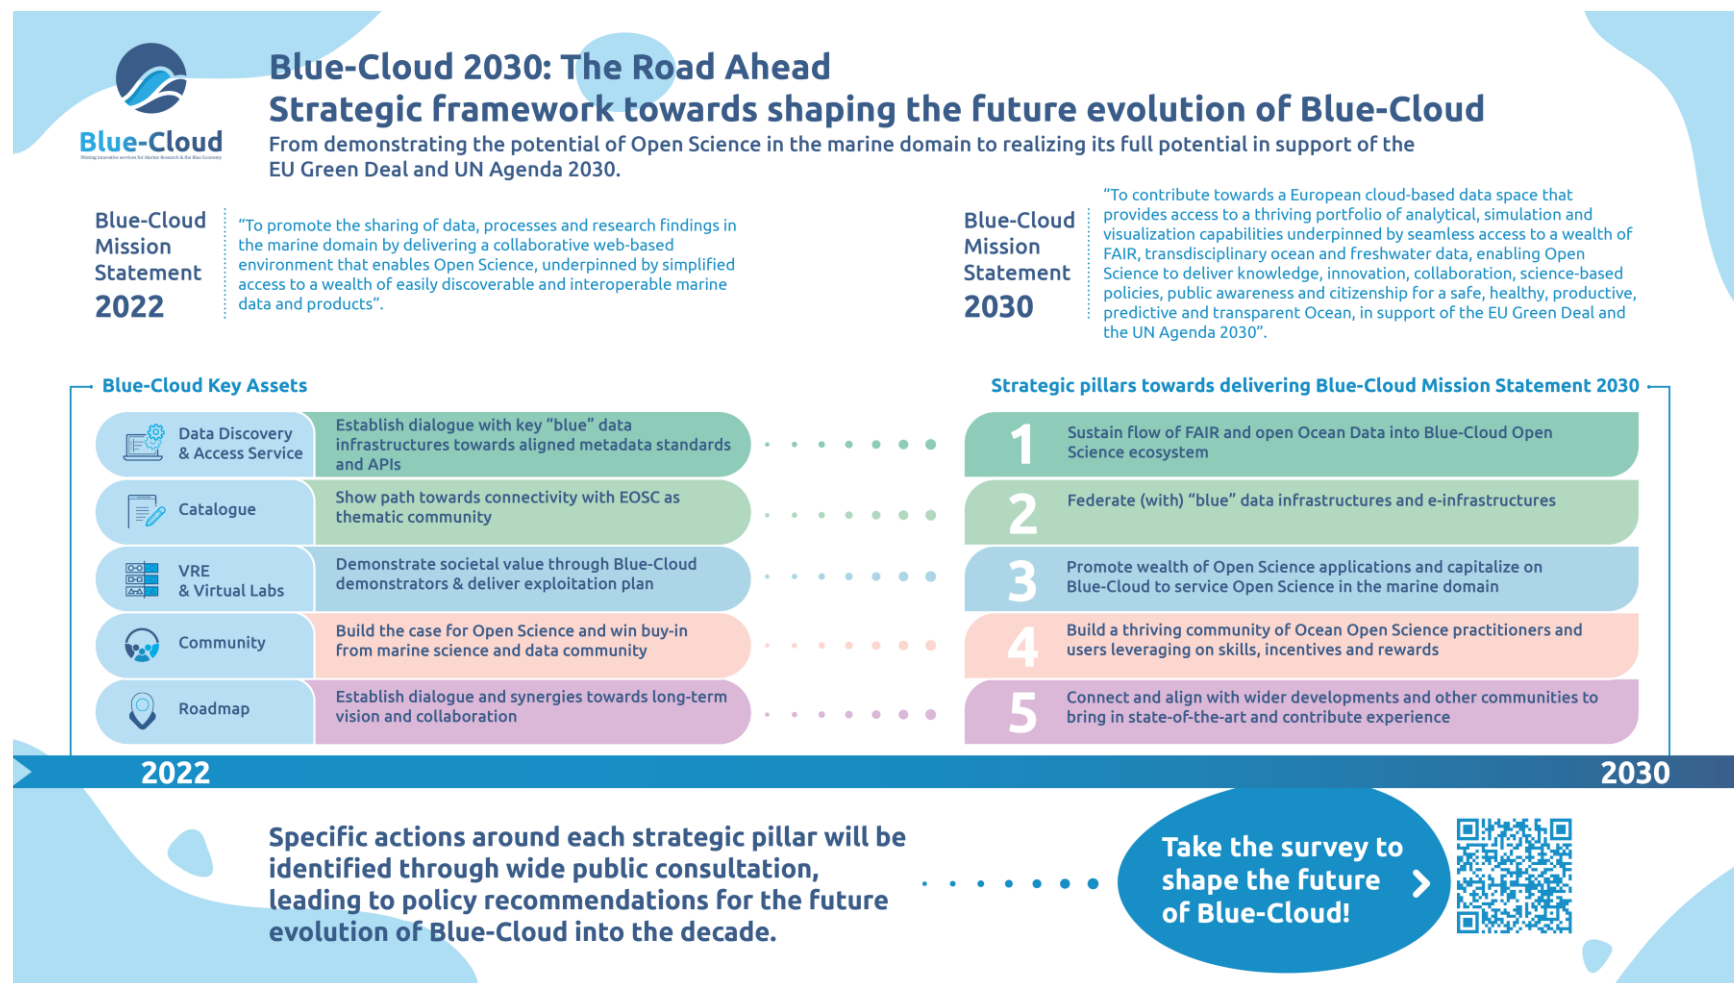 Blue-Cloud
Piloting innovative services for Marine Research & the Blue Economy
Blue-Cloud 2030: The Road Ahead
Strategic framework towards shaping the future evolution of Blue-Cloud
From demonstrating the potential of Open Science in the marine domain to realizing its full potential in support of the
EU Green Deal and UN Agenda 2030.
Blue-Cloud
Mission
Statement
2022
“To promote the sharing of data, processes and research findings in
the marine domain by delivering a collaborative web-based
environment that enables Open Science, underpinned by simplified
access to a wealth of easily discoverable and interoperable marine
data and products”.
Blue-Cloud
Mission
Statement
2030
“To contribute towards a European cloud-based data space that
provides access to a thriving portfolio of analytical, simulation and
visualization capabilities underpinned by seamless access to a wealth of
FAIR, transdisciplinary ocean and freshwater data, enabling Open
Science to deliver knowledge, innovation, collaboration, science-based
policies, public awareness and citizenship for a safe, healthy, productive,
predictive and transparent Ocean, in support of the EU Green Deal and
the UN Agenda 2030”.
Blue-Cloud Key Assets
Strategic pillars towards delivering Blue-Cloud Mission Statement 2030
Data Discovery
& Access Service
Establish dialogue with key “blue” data
infrastructures towards aligned metadata standards
and APIs
1
Sustain flow of FAIR and open Ocean Data into Blue-Cloud Open
Science ecosystem
Catalogue
Show path towards connectivity with EOSC as
thematic community
2
Federate (with) “blue” data infrastructures and e-infrastructures
VRE
& Virtual Labs
Demonstrate societal value through Blue-Cloud
demonstrators & deliver exploitation plan
3
Promote wealth of Open Science applications and capitalize on
Blue-Cloud to service Open Science in the marine domain
Community
Build the case for Open Science and win buy-in
from marine science and data community
4
Build a thriving community of Ocean Open Science practitioners and
users leveraging on skills, incentives and rewards
Roadmap
Establish dialogue and synergies towards long-term
vision and collaboration
5
Connect and align with wider developments and other communities to
bring in state-of-the-art and contribute experience
2022
2030
Specific actions around each strategic pillar will be
identified through wide public consultation,
leading to policy recommendations for the future
evolution of Blue-Cloud into the decade.
Take the survey to
shape the future
of Blue-Cloud!